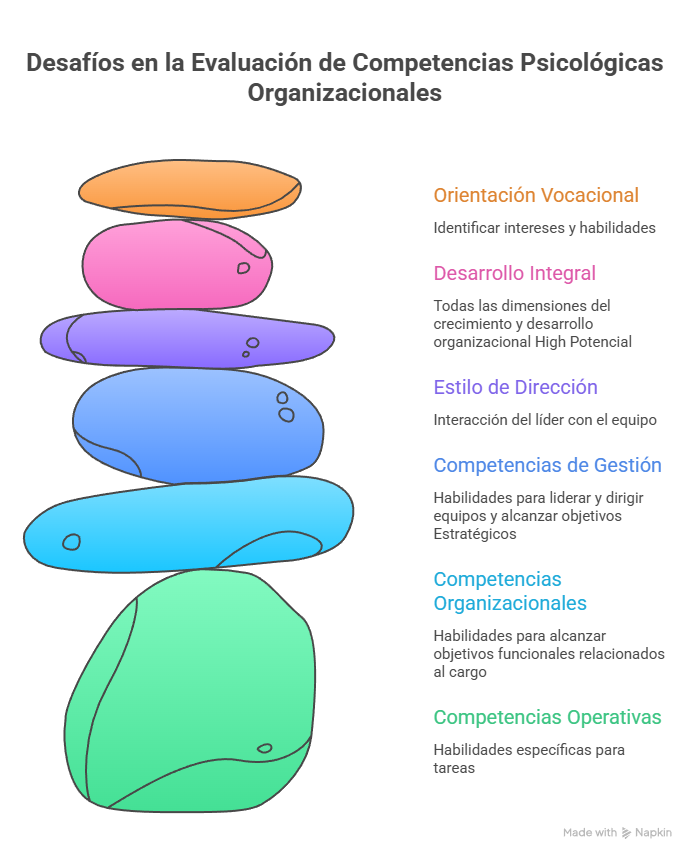 Desafíos en la Evaluación de Competencias Psicológicas
Organizacionales
Orientación Vocacional
Identificar intereses y habilidades
Desarrollo Integral
Todas las dimensiones del
crecimiento y desarrollo
organizacional High Potencial
Estilo de Dirección
Interacción del líder con el equipo
Competencias de Gestión
Habilidades para liderar y dirigir
equipos y alcanzar objetivos
Estratégicos
Competencias
Organizacionales
Habilidades para alcanzar
objetivos funcionales relacionados
al cargo
Competencias Operativas
Habilidades específicas para
tareas
Made with Napkin